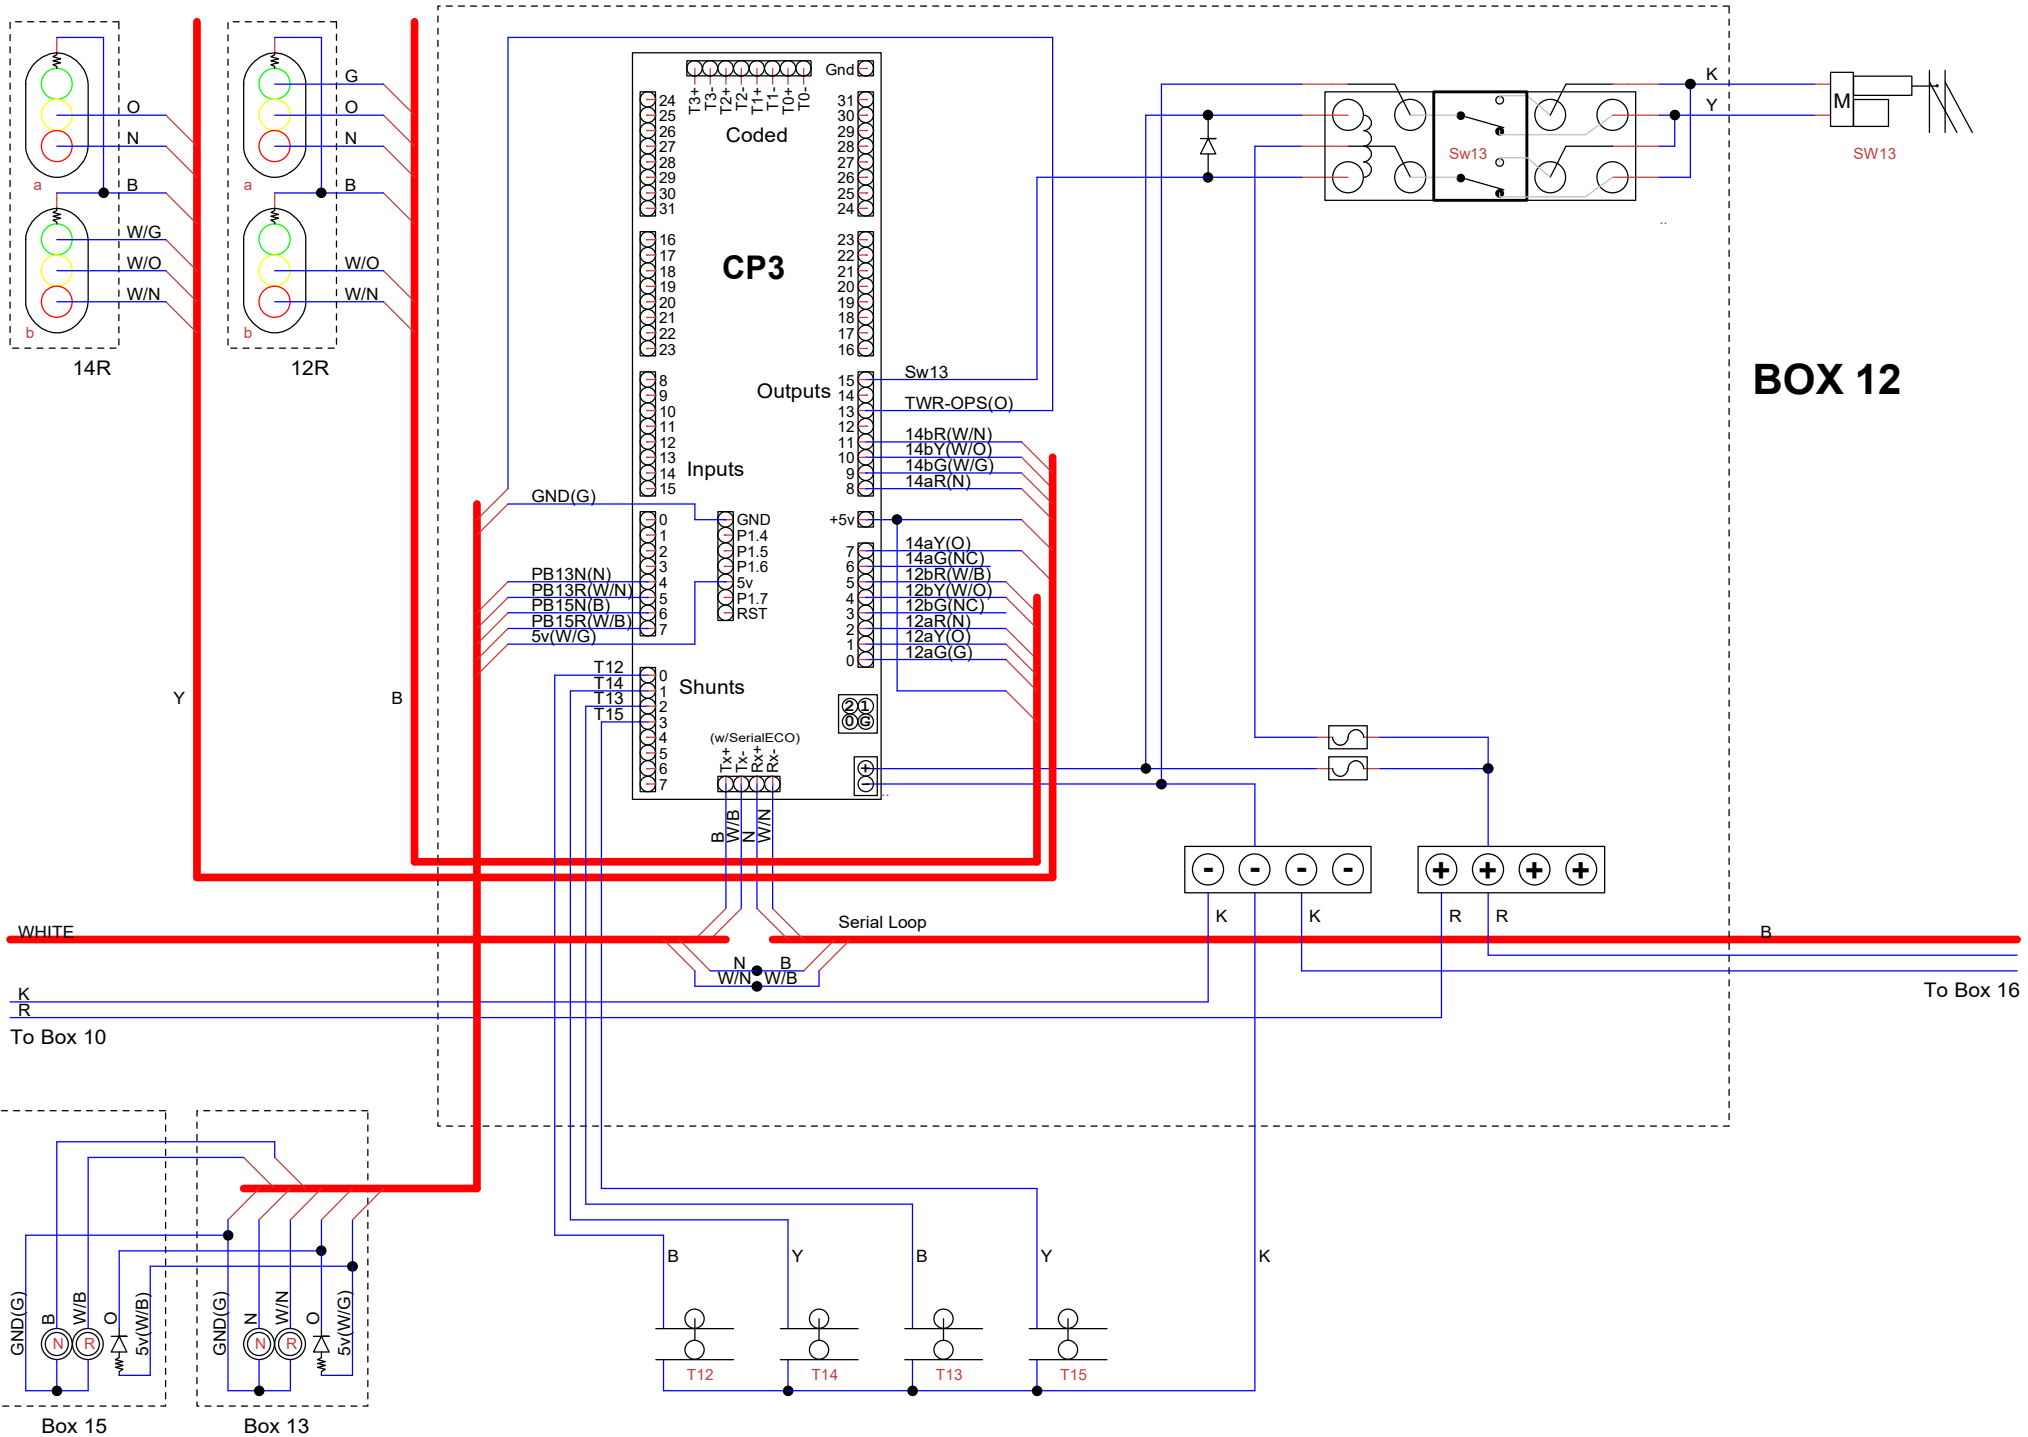 O
N
a
B
W/G
W/O
W/N
b
14R
G
O
N
a
B
W/O
W/N
b
12R
Y
B
T3+
T3-
T2+
T2-
T1+
T1-
T0+
T0-
Gnd
Coded
24
25
26
27
28
29
30
31
31
30
29
28
27
26
25
24
CP3
16
17
18
19
20
21
22
23
23
22
21
20
19
18
17
16
8
9
10
11
12
13
14
15
Inputs
Outputs
15
14
13
12
11
10
9
8
Sw13
TWR-OPS(O)
14bR(W/N)
14bY(W/O)
14bG(W/G)
14aR(N)
GND(G)
0
1
2
3
4
5
6
7
GND
P1.4
P1.5
P1.6
5v
P1.7
RST
+5v
PB13N(N)
PB13R(W/N)
PB15N(B)
PB15R(W/B)
5v(W/G)
7
6
5
4
3
2
1
0
14aY(O)
14aG(NC)
12bR(W/B)
12bY(W/O)
12bG(NC)
12aR(N)
12aY(O)
12aG(G)
T12
T14
T13
T15
0
1
2
3
4
5
6
7
Shunts
2 1
0 G
(w/SerialECO)
Tx+
Tx-
Rx+
Rx-
+
-
..
B
W/B
N
W/N
Sw13
..
K
Y
M
SW13
BOX 12
- - - -
+ + + +
K
K
R
R
WHITE
Serial Loop
B
N B
W/N W/B
K
R
To Box 10
To Box 16
GND(G)
B
W/B
O
5v(W/B)
N
R
Box 15
GND(G)
N
W/N
O
5v(W/G)
N
R
Box 13
B
Y
B
Y
K
T12
T14
T13
T15